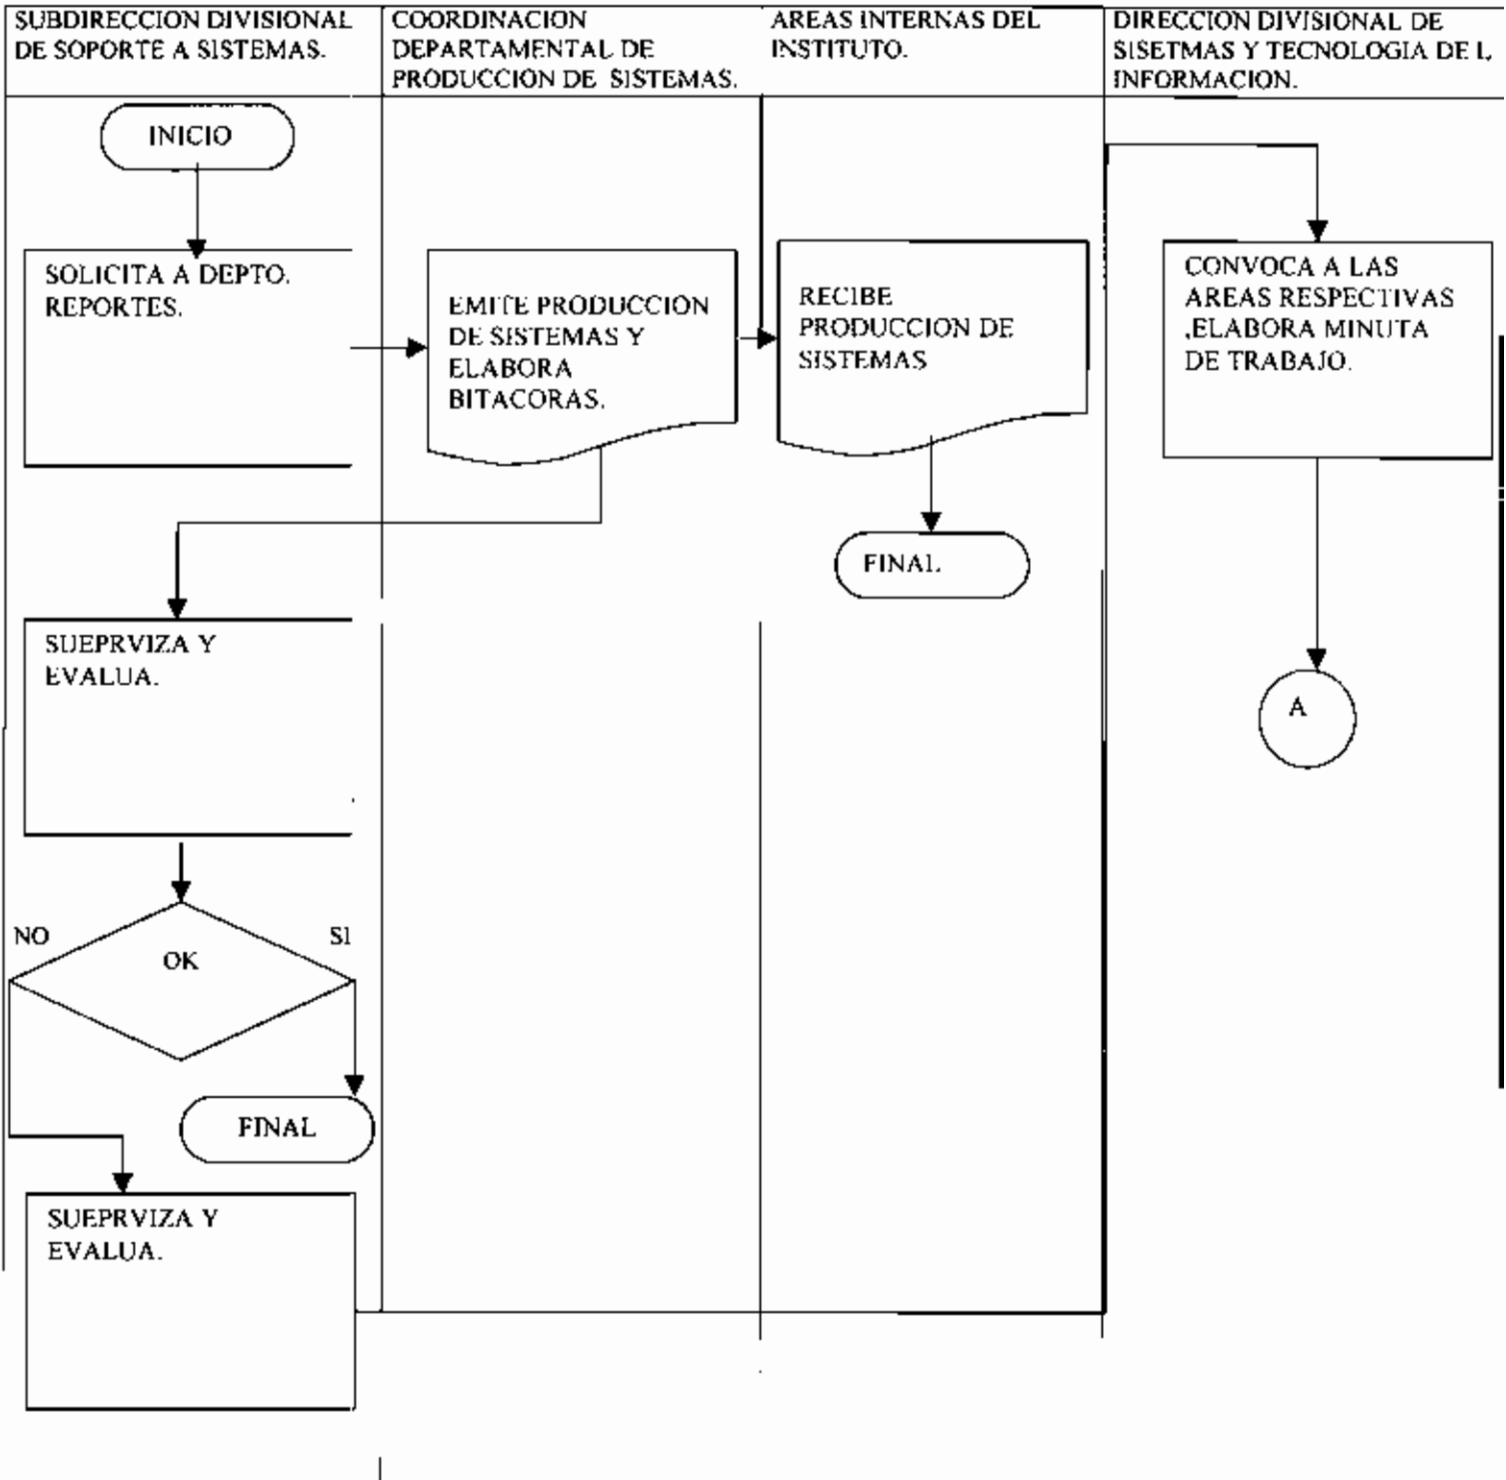 SUBDIRECCION DIVISIONAL
DE SOPORTE A SISTEMAS.
COORDINACION
DEPARTAMENTAL DE
PRODUCCION DE SISTEMAS.
AREAS INTERNAS DEL
INSTITUTO.
DIRECCION DIVISIONAL DE
SISETMAS Y TECNOLOGIA DE L
INFORMACION.
INICIO
SOLICITA A DEPTO.
REPORTES.
EMITE PRODUCCION
DE SISTEMAS Y
ELABORA
BITACORAS.
RECIBE
PRODUCCION DE
SISTEMAS
CONVOCA A LAS
AREAS RESPECTIVAS
,ELABORA MINUTA
DE TRABAJO.
FINAL
SUEPRVIZA Y
EVALUA.
A
NO
SI
OK
FINAL
SUEPRVIZA Y
EVALUA.